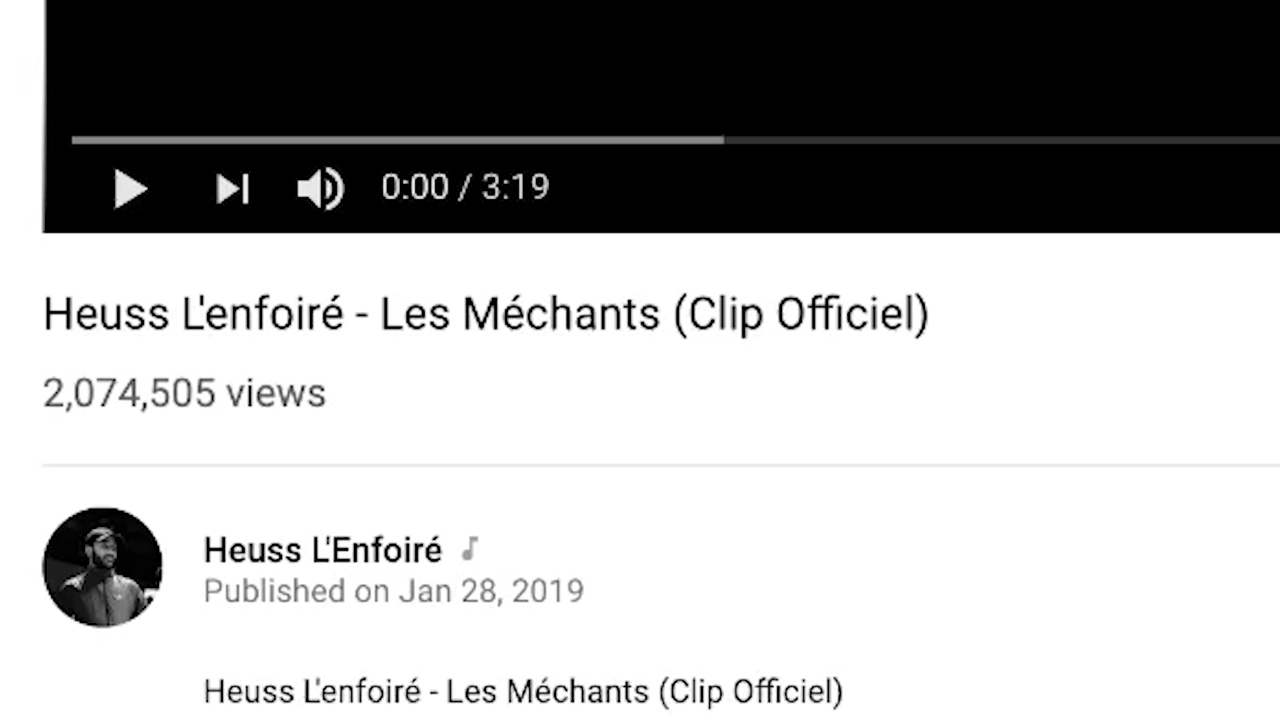 0:00 / 3:19
Heuss L'enfoiré - Les Méchants (Clip Officiel)
2,074,505 views
Heuss L'Enfoiré
Published on Jan 28, 2019
Heuss L'enfoiré - Les Méchants (Clip Officiel)